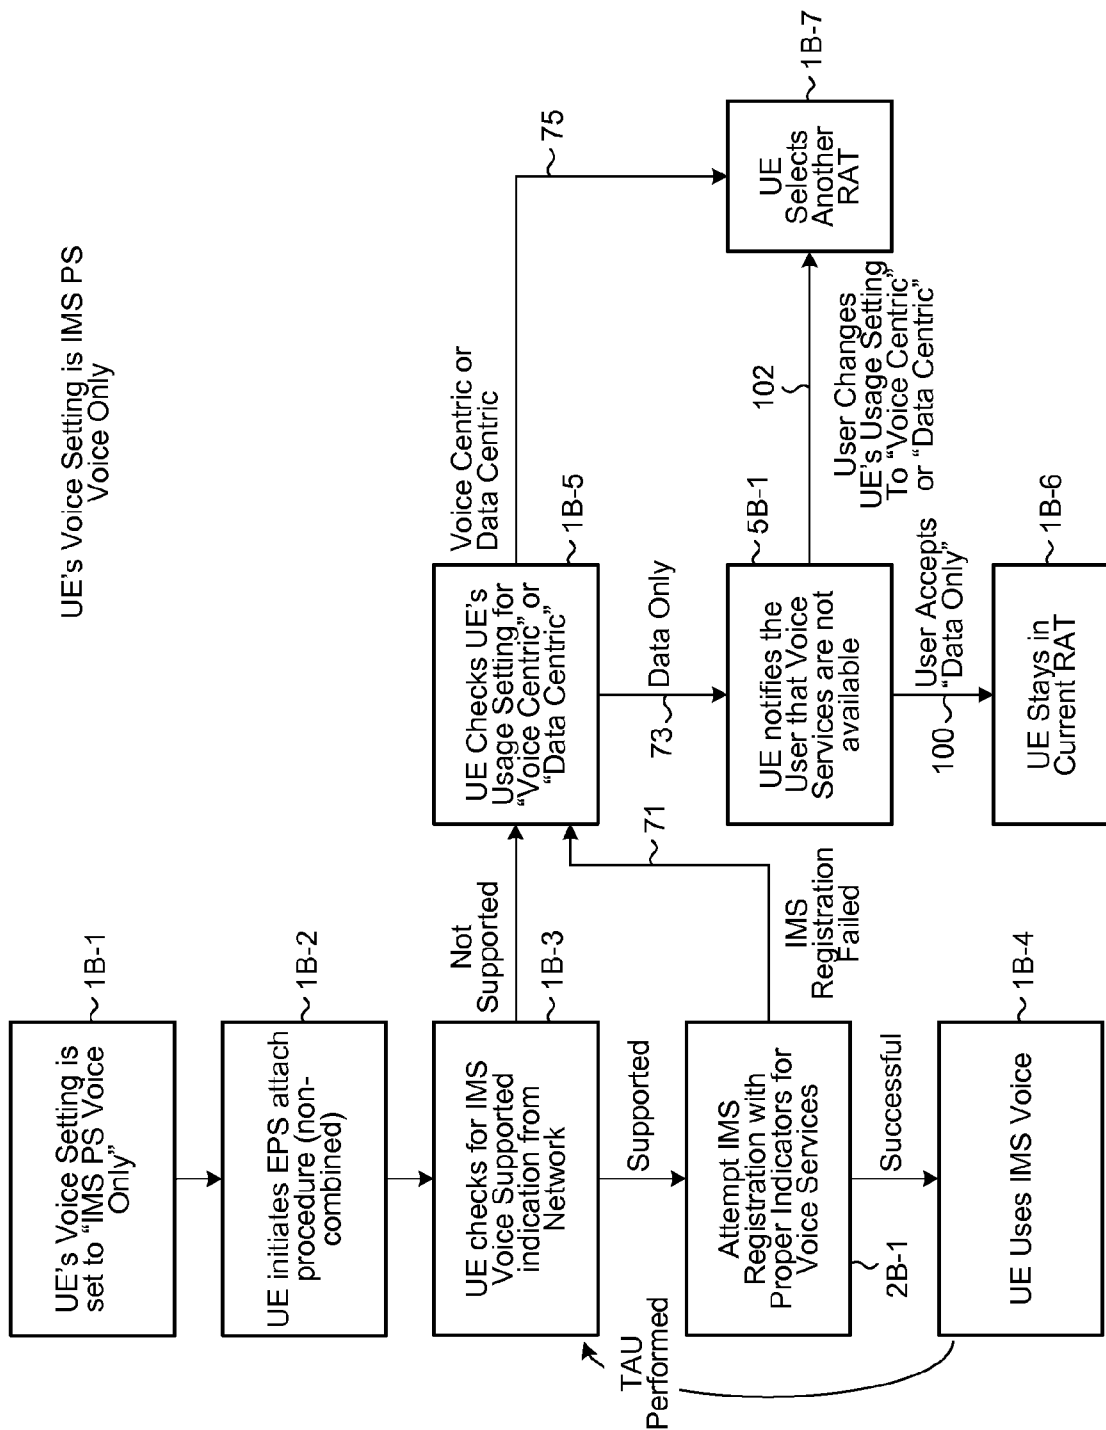 UE's Voice Setting is IMS PS
Voice Only
UE's Voice Setting is
set to “IMS PS Voice
Only”
1B-1
UE initiates EPS attach
procedure (non-
combined)
1B-2
UE checks for IMS
Voice Supported
indication from
Network
1B-3
Not
Supported
Supported
Attempt IMS
Registration with
Proper Indicators for
Voice Services
2B-1
IMS
Registration
Failed
71
Successful
UE Uses IMS Voice
1B-4
TAU
Performed
UE Checks UE's
Usage Setting for
“Voice Centric” or
“Data Centric”
1B-5
Voice Centric or
Data Centric
75
73
Data Only
UE notifies the
User that Voice
Services are not
available
5B-1
102
User Changes
UE's Usage Setting
To “Voice Centric”
or “Data Centric”
100
User Accepts
“Data Only”
UE Stays in
Current RAT
1B-6
UE
Selects
Another
RAT
1B-7